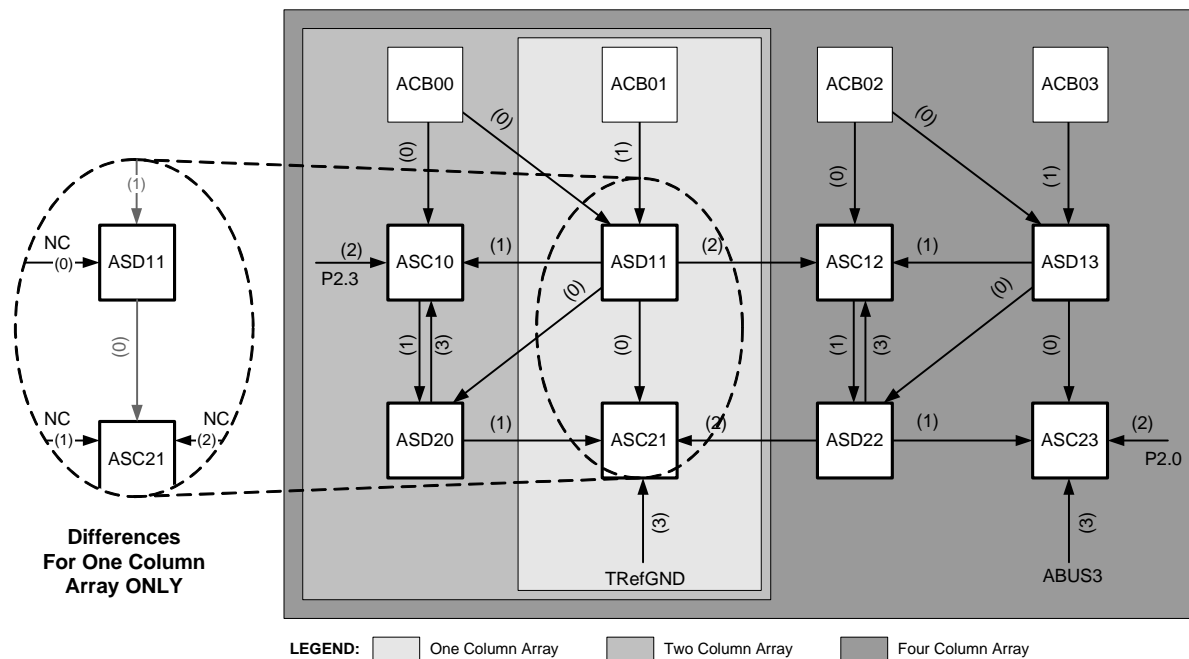 ACB00
ACB01
ACB02
ACB03
(0)
(0)
(1)
(0)
(0)
(1)
(1)
NC
(0)
ASD11
(2)
P2.3
ASC10
(1)
ASD11
(2)
ASC12
(1)
ASD13
(0)
(0)
(1)
(3)
(0)
(0)
(1)
(3)
(0)
(0)
NC
(1)
ASC21
NC
(2)
ASD20
(1)
ASC21
(2)
ASD22
(1)
ASC23
(2)
P2.0
(3)
TRefGND
(3)
ABUS3
Differences
For One Column
Array ONLY
LEGEND:
One Column Array
Two Column Array
Four Column Array